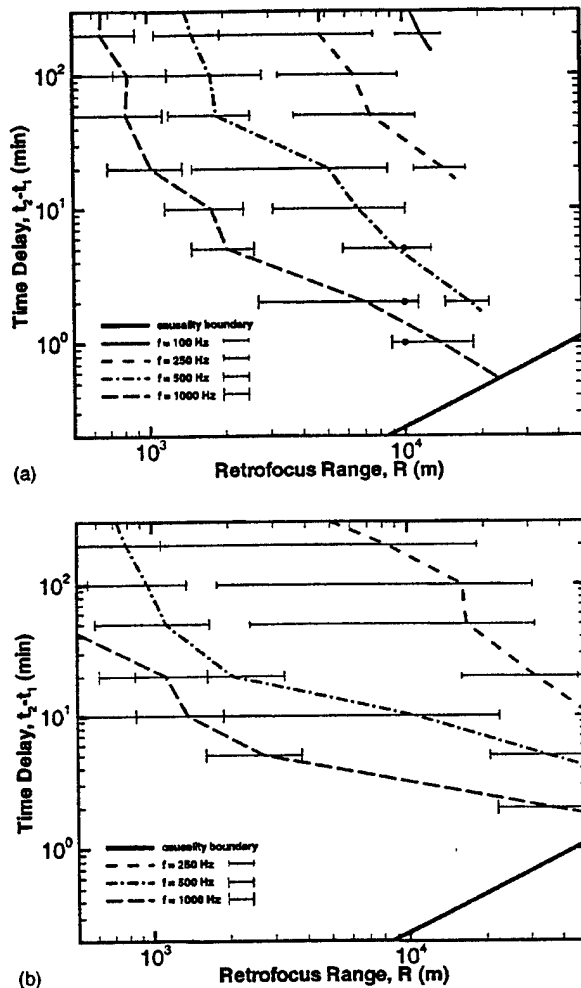 10²
10¹
10⁰
Time Delay, t₂-t₁ (min)
causality boundary
f = 100 Hz
f = 250 Hz
f = 500 Hz
f = 1000 Hz
10³
10⁴
(a)
Retrofocus Range, R (m)
10²
10¹
10⁰
Time Delay, t₂-t₁ (min)
causality boundary
f = 250 Hz
f = 500 Hz
f = 1000 Hz
10³
10⁴
(b)
Retrofocus Range, R (m)